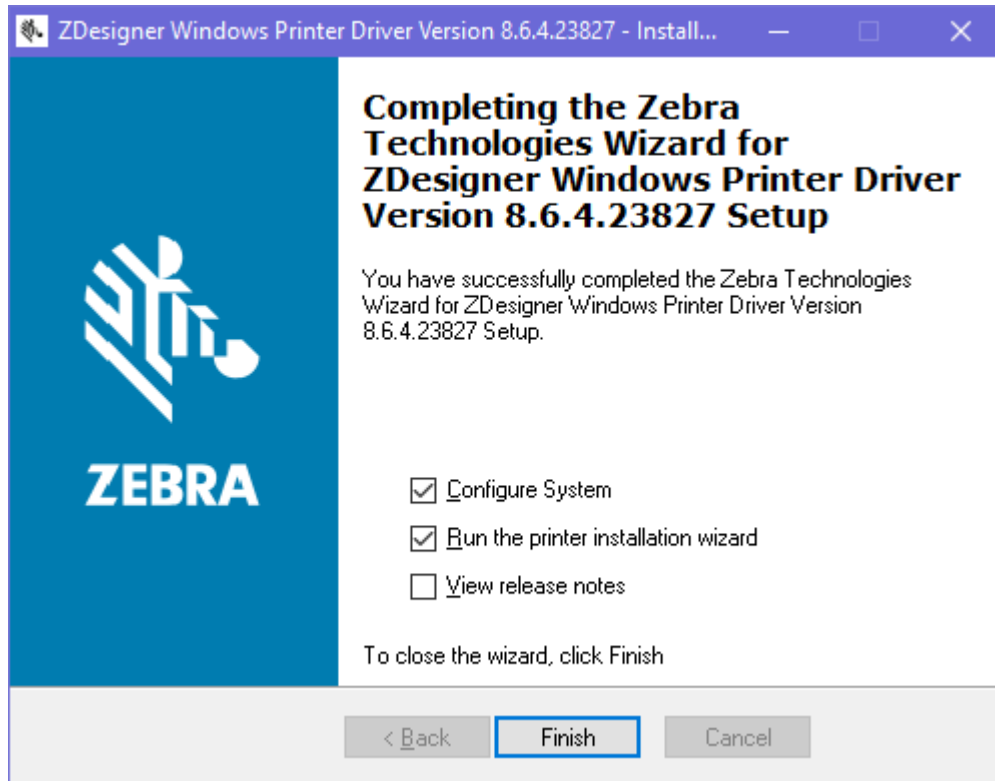 ZDesigner Windows Printer Driver Version 8.6.4.23827 - Install...
Completing the Zebra
Technologies Wizard for
ZDesigner Windows Printer Driver
Version 8.6.4.23827 Setup
You have successfully completed the Zebra Technologies
Wizard for ZDesigner Windows Printer Driver Version
8.6.4.23827 Setup.
ZEBRA
Configure System
Run the printer installation wizard
View release notes
To close the wizard, click Finish
< Back
Finish
Cancel